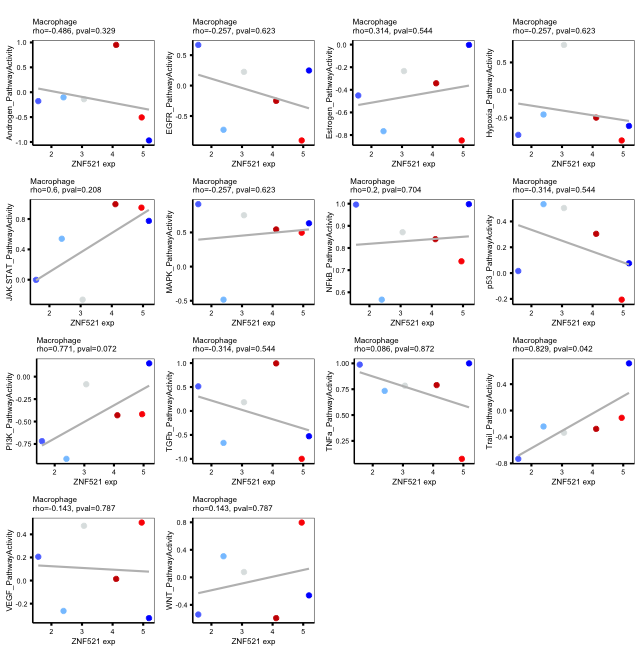 Macrophage
rho=-0.486, pval=0.329
Androgen_PathwayActivity
1.0
0.5
0.0
-0.5
-1.0
2 3 4 5
ZNF521 exp
Macrophage
rho=-0.257, pval=0.623
EGFR_PathwayActivity
0.5
0.0
-0.5
2 3 4 5
ZNF521 exp
Macrophage
rho=0.314, pval=0.544
Estrogen_PathwayActivity
0.0
-0.2
-0.4
-0.6
-0.8
2 3 4 5
ZNF521 exp
Macrophage
rho=-0.257, pval=0.623
Hypoxia_PathwayActivity
0.5
0.0
-0.5
2 3 4 5
ZNF521 exp
Macrophage
rho=0.6, pval=0.208
JAK-STAT_PathwayActivity
0.8
0.4
0.0
2 3 4 5
ZNF521 exp
Macrophage
rho=-0.257, pval=0.623
MAPK_PathwayActivity
0.5
0.0
-0.5
2 3 4 5
ZNF521 exp
Macrophage
rho=0.2, pval=0.704
NFkB_PathwayActivity
1.0
0.9
0.8
0.7
0.6
2 3 4 5
ZNF521 exp
Macrophage
rho=-0.314, pval=0.544
p53_PathwayActivity
0.4
0.2
0.0
-0.2
2 3 4 5
ZNF521 exp
Macrophage
rho=0.771, pval=0.072
PI3K_PathwayActivity
0.00
-0.25
-0.50
-0.75
2 3 4 5
ZNF521 exp
Macrophage
rho=-0.314, pval=0.544
TGFb_PathwayActivity
1.0
0.5
0.0
-0.5
-1.0
2 3 4 5
ZNF521 exp
Macrophage
rho=0.086, pval=0.872
TNFa_PathwayActivity
1.00
0.75
0.50
0.25
2 3 4 5
ZNF521 exp
Macrophage
rho=0.829, pval=0.042
Trail_PathwayActivity
0.4
0.0
-0.4
-0.8
2 3 4 5
ZNF521 exp
Macrophage
rho=-0.143, pval=0.787
VEGF_PathwayActivity
0.4
0.2
0.0
-0.2
2 3 4 5
ZNF521 exp
Macrophage
rho=0.143, pval=0.787
WNT_PathwayActivity
0.8
0.4
0.0
-0.4
2 3 4 5
ZNF521 exp